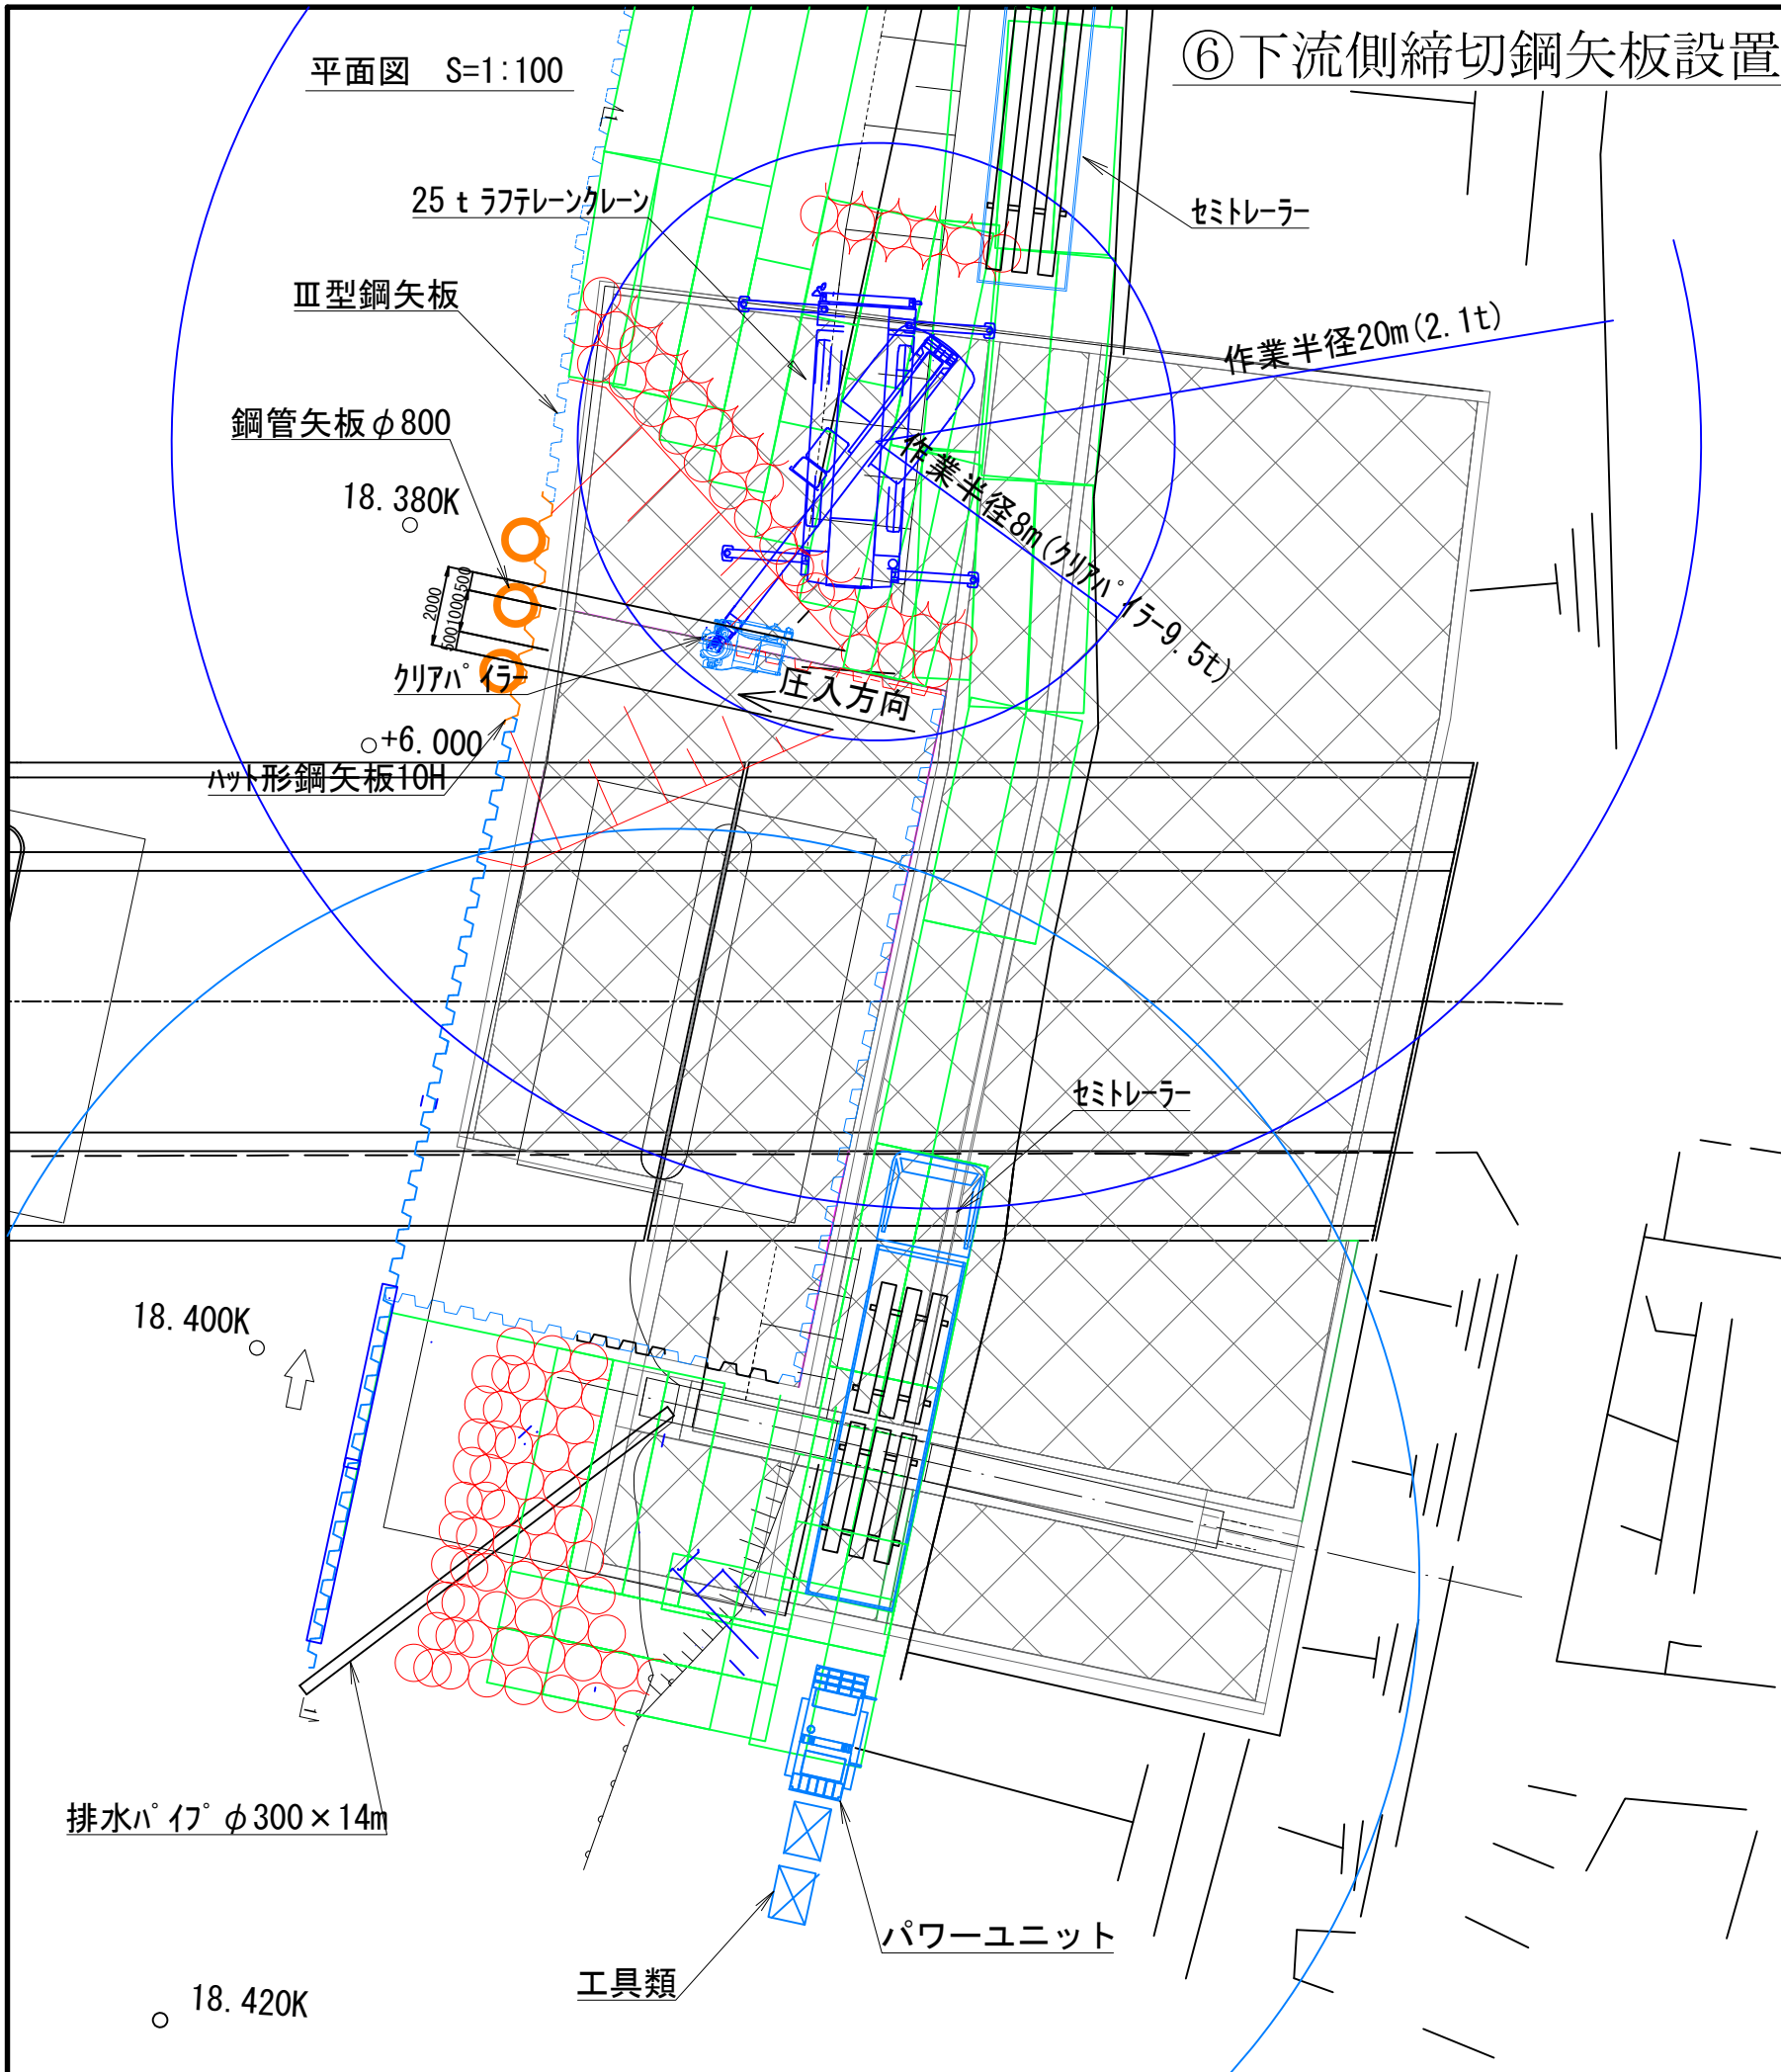 ⑥下流側締切鋼矢板設置
平面図 S=1:100
25ｔﾗﾌﾃﾚｰﾝｸﾚｰﾝ
ｾﾐﾄﾚｰﾗｰ
Ⅲ型鋼矢板
作業半径20m(2.1t)
鋼管矢板φ800
作業半径8m(ｸﾘｱﾊﾟｲﾗｰ9.5t)
18.380K
2000
500
1000
500
ｸﾘｱﾊﾟｲﾗｰ
圧入方向
+6.000
ﾊｯﾄ形鋼矢板10H
ｾﾐﾄﾚｰﾗｰ
18.400K
排水ﾊﾟｲﾌﾟφ300×14m
パワーユニット
工具類
18.420K